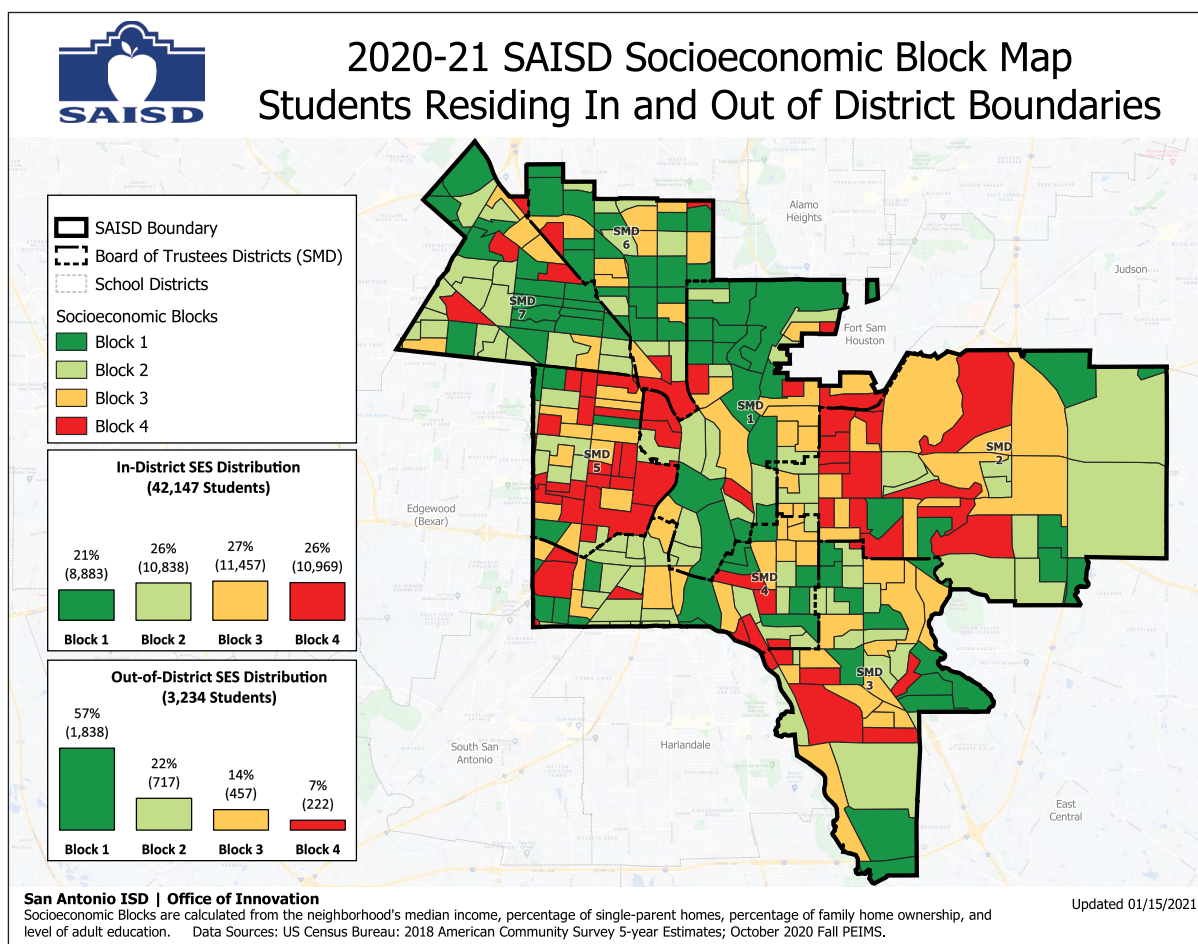 SAISD
2020-21 SAISD Socioeconomic Block Map
Students Residing In and Out of District Boundaries
SAISD Boundary
Board of Trustees Districts (SMD)
School Districts
Socioeconomic Blocks
Block 1
Block 2
Block 3
Block 4
In-District SES Distribution
(42,147 Students)
21%
(8,883)
26%
(10,838)
27%
(11,457)
26%
(10,969)
Block 1
Block 2
Block 3
Block 4
Out-of-District SES Distribution
(3,234 Students)
57%
(1,838)
22%
(717)
14%
(457)
7%
(222)
Block 1
Block 2
Block 3
Block 4
Alamo
Heights
SMD
6
Judson
SMD
7
Fort Sam
Houston
SMD
1
SMD
2
SMD
5
Edgewood
(Bexar)
SMD
4
SMD
3
South San
Antonio
Harlandale
East
Central
San Antonio ISD | Office of Innovation
Updated 01/15/2021
Socioeconomic Blocks are calculated from the neighborhood's median income, percentage of single-parent homes, percentage of family home ownership, and
level of adult education. Data Sources: US Census Bureau: 2018 American Community Survey 5-year Estimates; October 2020 Fall PEIMS.